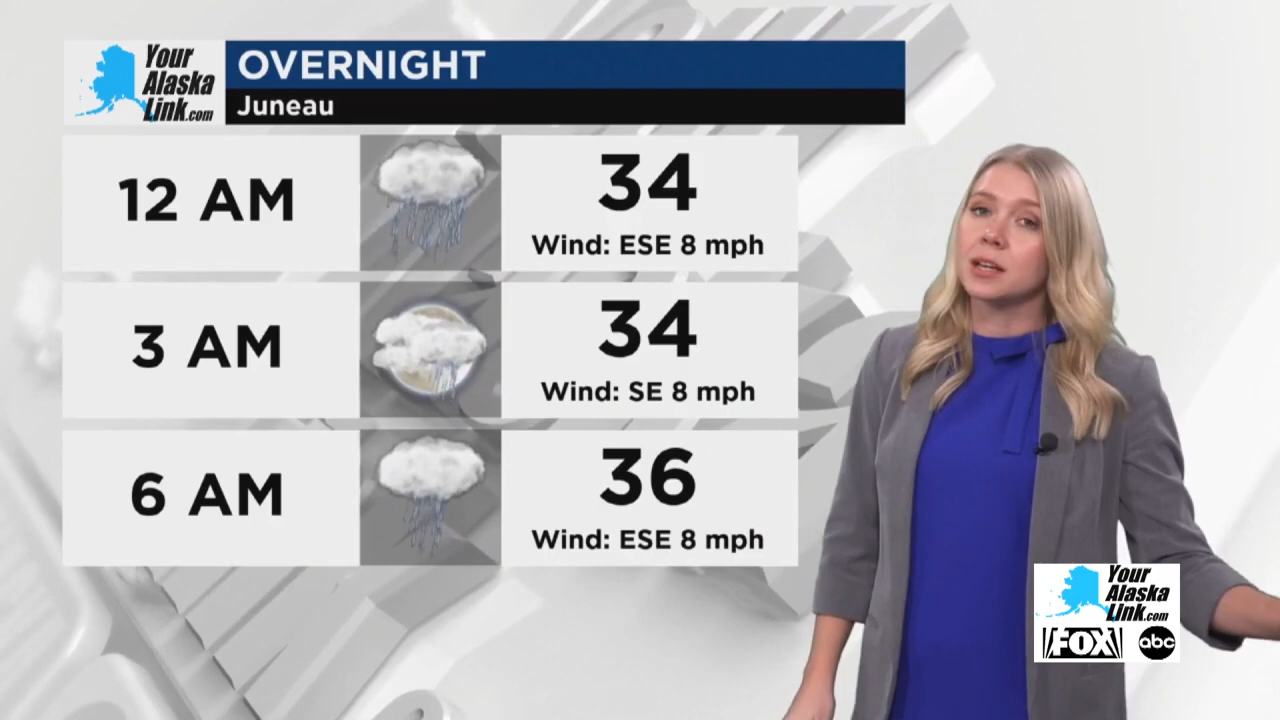 Your
Alaska
Link.com
OVERNIGHT
Juneau
12 AM
34
Wind: ESE 8 mph
3 AM
34
Wind: SE 8 mph
6 AM
36
Wind: ESE 8 mph
Your
Alaska
Link.com
FOX
abc